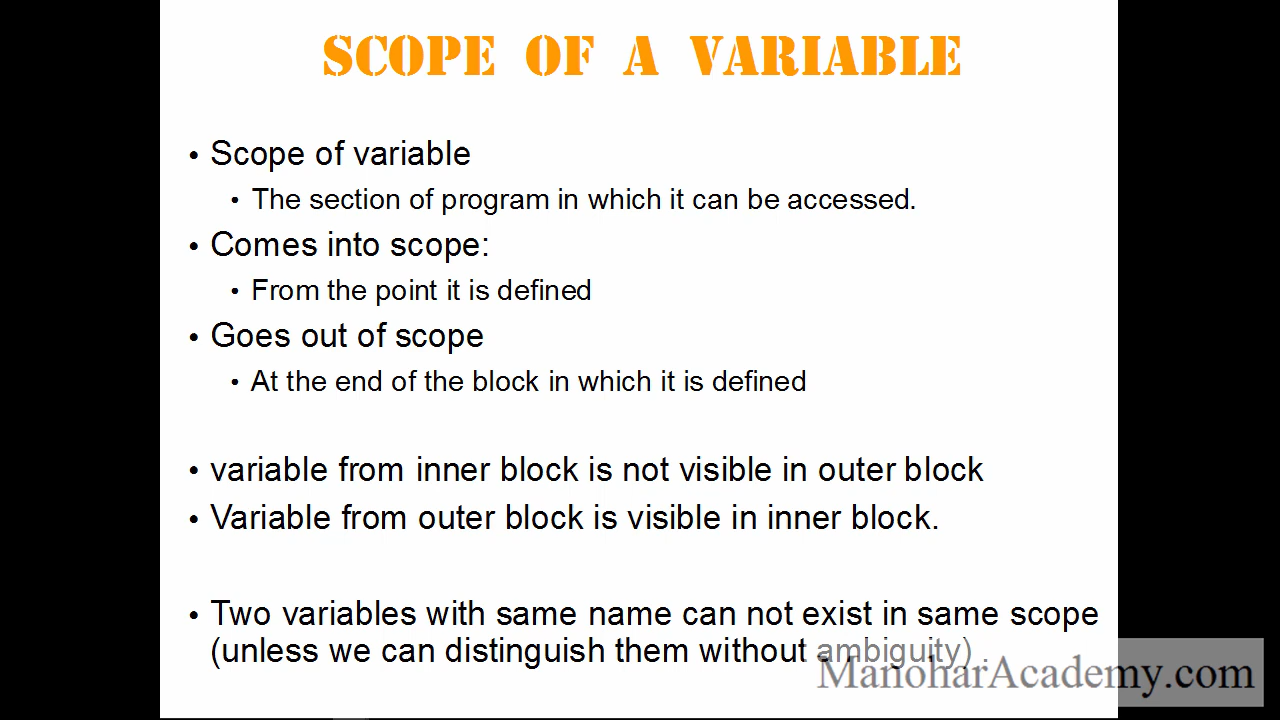 SCOPE OF A VARIABLE
• Scope of variable
• The section of program in which it can be accessed.
• Comes into scope:
• From the point it is defined
• Goes out of scope
• At the end of the block in which it is defined
• variable from inner block is not visible in outer block
• Variable from outer block is visible in inner block.
• Two variables with same name can not exist in same scope
(unless we can distinguish them without ambiguity) .
ManoharAcademy.com